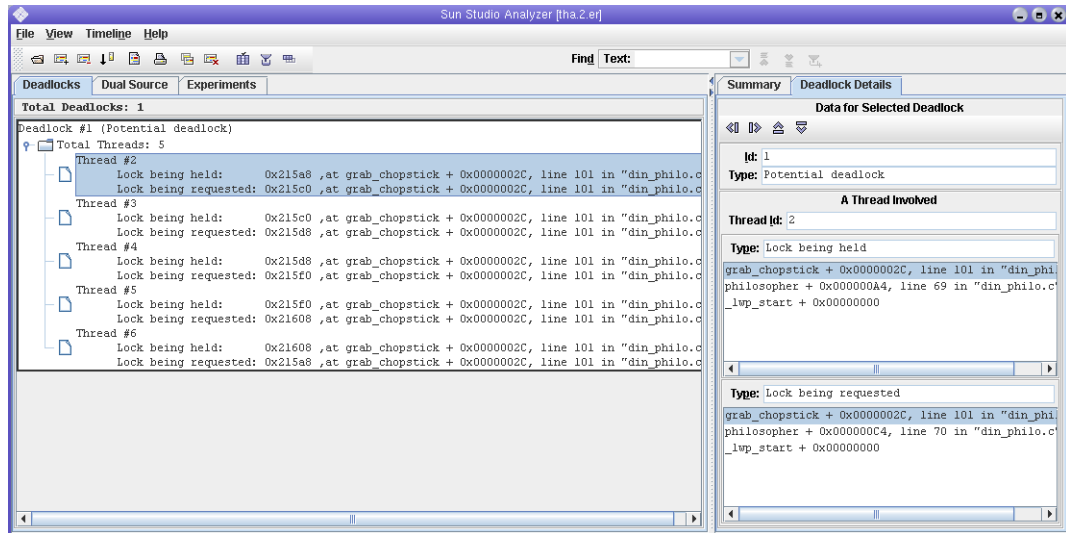 Sun Studio Analyzer [tha.2.er]
File View Timeline Help
Find Text:
Deadlocks Dual Source Experiments
Total Deadlocks: 1
Deadlock #1 (Potential deadlock)
Total Threads: 5
Thread #2
Lock being held: 0x215a8 ,at grab_chopstick + 0x0000002C, line 101 in "din_philo.c
Lock being requested: 0x215c0 ,at grab_chopstick + 0x0000002C, line 101 in "din_philo.c
Thread #3
Lock being held: 0x215c0 ,at grab_chopstick + 0x0000002C, line 101 in "din_philo.c
Lock being requested: 0x215d8 ,at grab_chopstick + 0x0000002C, line 101 in "din_philo.c
Thread #4
Lock being held: 0x215d8 ,at grab_chopstick + 0x0000002C, line 101 in "din_philo.c
Lock being requested: 0x215f0 ,at grab_chopstick + 0x0000002C, line 101 in "din_philo.c
Thread #5
Lock being held: 0x215f0 ,at grab_chopstick + 0x0000002C, line 101 in "din_philo.c
Lock being requested: 0x21608 ,at grab_chopstick + 0x0000002C, line 101 in "din_philo.c
Thread #6
Lock being held: 0x21608 ,at grab_chopstick + 0x0000002C, line 101 in "din_philo.c
Lock being requested: 0x215a8 ,at grab_chopstick + 0x0000002C, line 101 in "din_philo.c
Summary Deadlock Details
Data for Selected Deadlock
Id: 1
Type: Potential deadlock
A Thread Involved
Thread Id: 2
Type: Lock being held
grab_chopstick + 0x0000002C, line 101 in "din_phi
philosopher + 0x000000A4, line 69 in "din_philo.c"
_lwp_start + 0x00000000
Type: Lock being requested
grab_chopstick + 0x0000002C, line 101 in "din_phi
philosopher + 0x000000C4, line 70 in "din_philo.c"
_lwp_start + 0x00000000